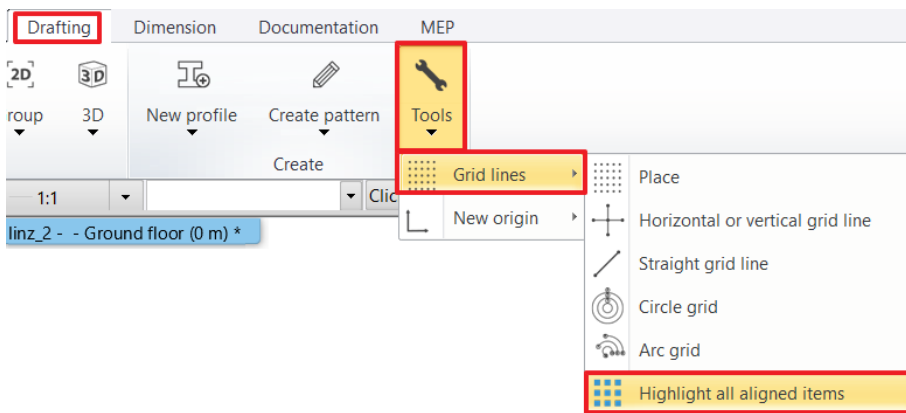 Drafting Dimension Documentation MEP
2D 3D
roup 3D New profile Create pattern Tools
Create
1:1 Clic
linz_2 - - Ground floor (0 m) *
Grid lines
New origin
Place
Horizontal or vertical grid line
Straight grid line
Circle grid
Arc grid
Highlight all aligned items